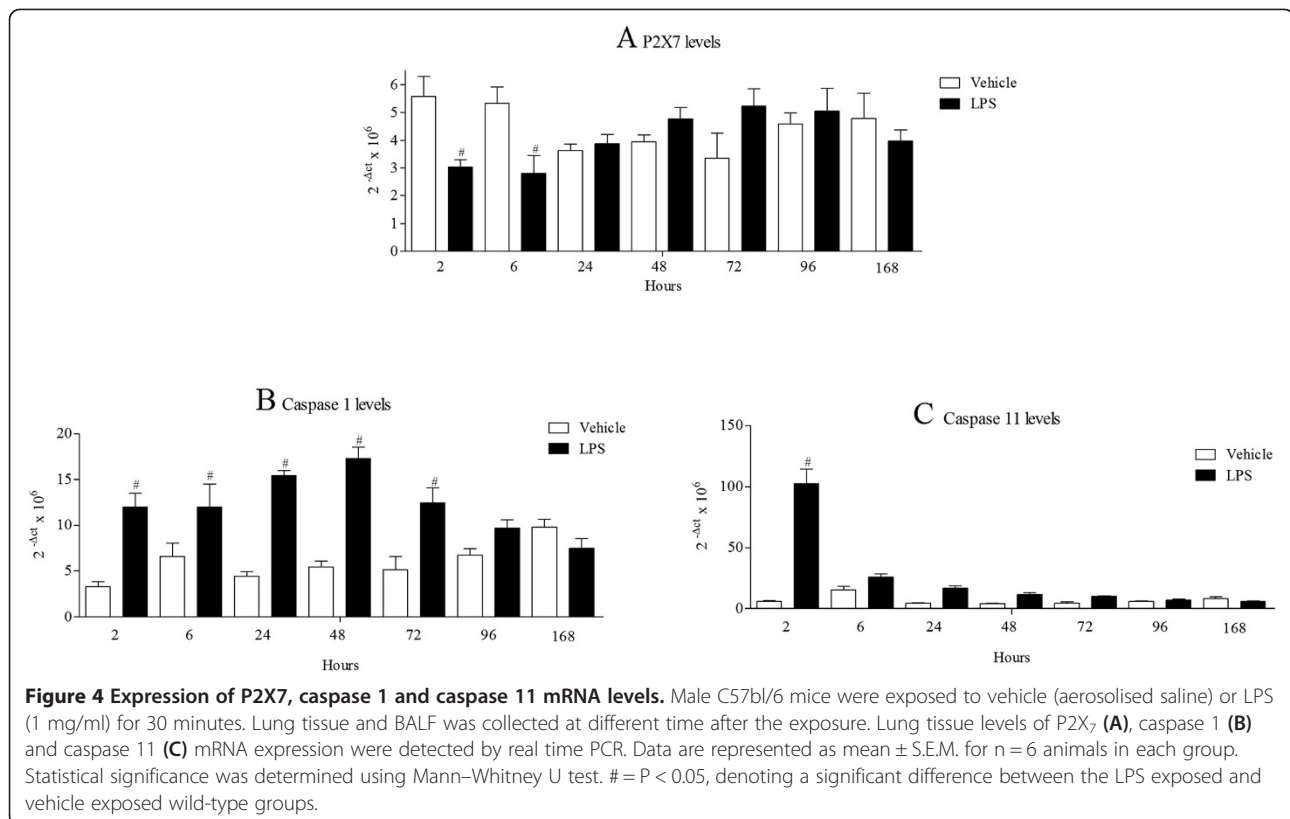 A P2X7 levels
2 -Δct x 10^6
6
5
4
3
2
1
0
Vehicle
LPS
#
#
2 6 24 48 72 96 168
Hours
B Caspase 1 levels
2 -Δct x 10^6
20
15
10
5
0
Vehicle
LPS
# # # # #
2 6 24 48 72 96 168
Hours
C Caspase 11 levels
2 -Δct x 10^6
150
100
50
0
Vehicle
LPS
#
2 6 24 48 72 96 168
Hours
Figure 4 Expression of P2X7, caspase 1 and caspase 11 mRNA levels. Male C57bl/6 mice were exposed to vehicle (aerosolised saline) or LPS
(1 mg/ml) for 30 minutes. Lung tissue and BALF was collected at different time after the exposure. Lung tissue levels of P2X₇ (A), caspase 1 (B)
and caspase 11 (C) mRNA expression were detected by real time PCR. Data are represented as mean ± S.E.M. for n = 6 animals in each group.
Statistical significance was determined using Mann–Whitney U test. # = P < 0.05, denoting a significant difference between the LPS exposed and
vehicle exposed wild-type groups.